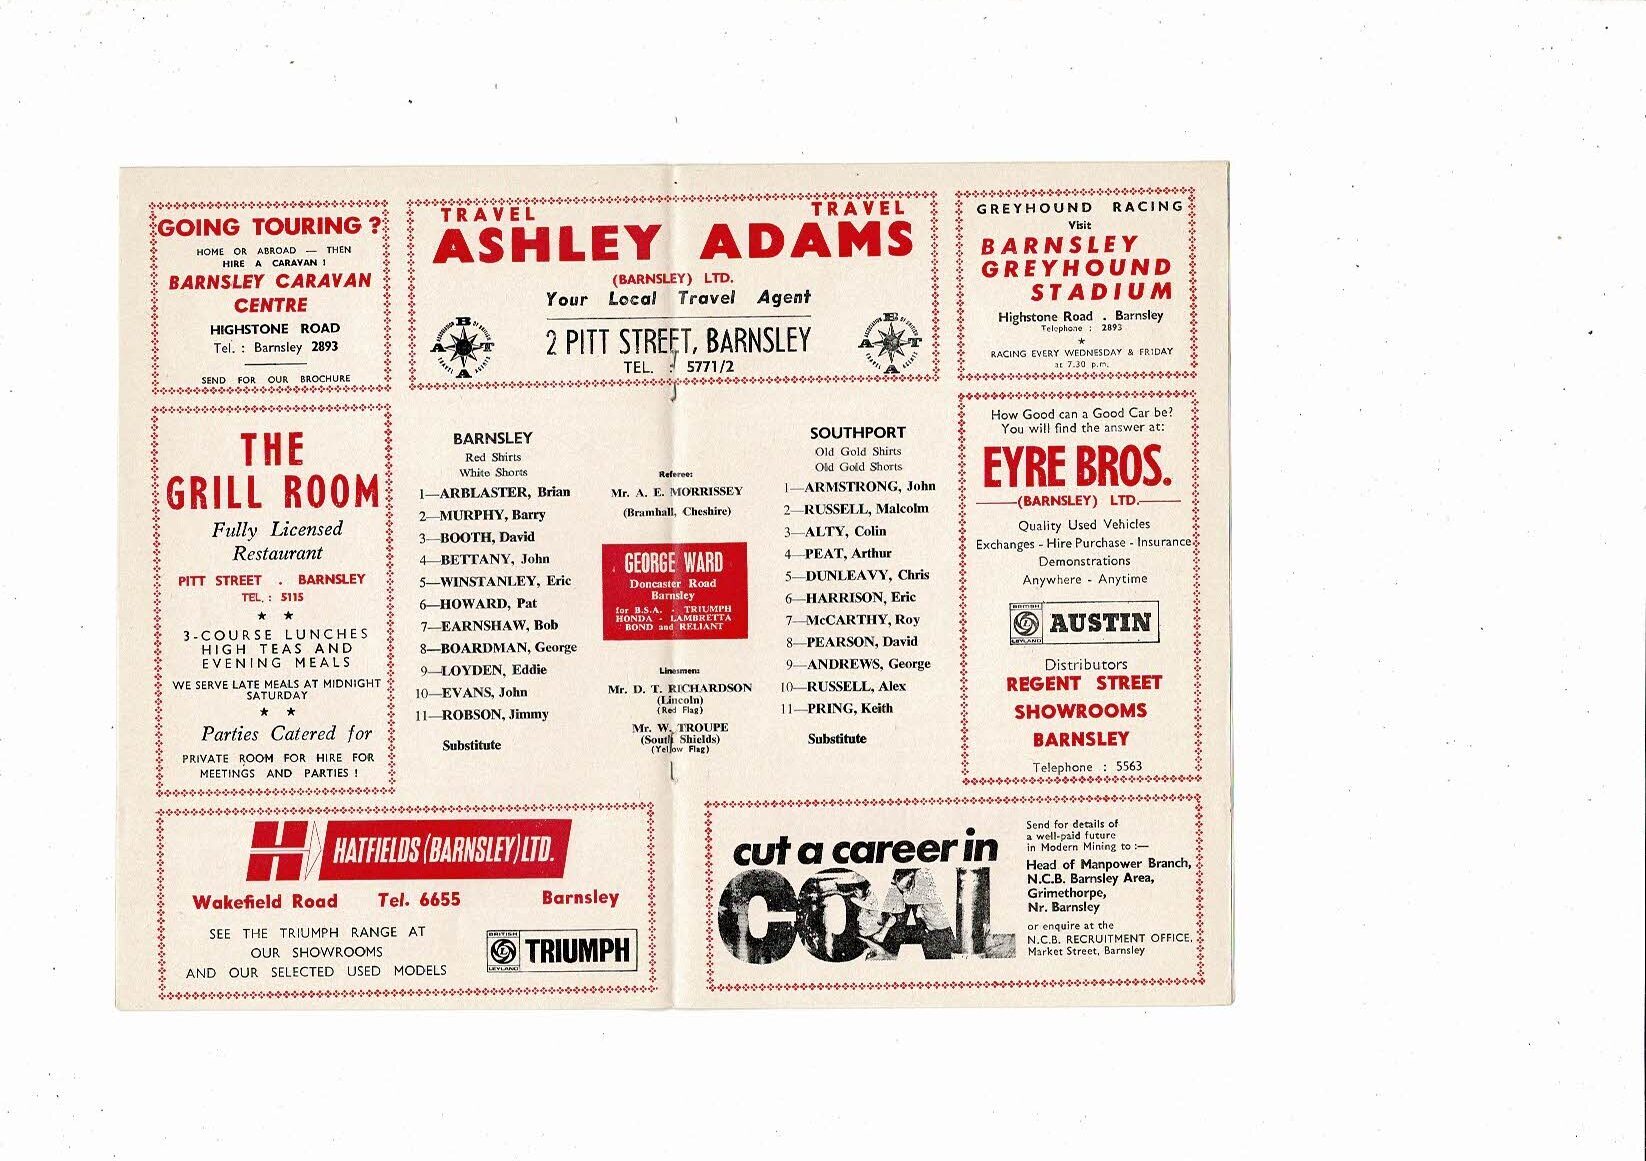 GOING TOURING ?
HOME OR ABROAD — THEN
HIRE A CARAVAN !
BARNSLEY CARAVAN
CENTRE
HIGHSTONE ROAD
Tel. : Barnsley 2893
SEND FOR OUR BROCHURE
TRAVEL TRAVEL
ASHLEY ADAMS
(BARNSLEY) LTD.
Your Local Travel Agent
2 PITT STREET, BARNSLEY
TEL. : 5771/2
GREYHOUND RACING
Visit
BARNSLEY
GREYHOUND
STADIUM
Highstone Road . Barnsley
Telephone : 2893
RACING EVERY WEDNESDAY & FRIDAY
at 7.30 p.m.
THE
GRILL ROOM
Fully Licensed
Restaurant
PITT STREET . BARNSLEY
TEL. : 5115
3-COURSE LUNCHES
HIGH TEAS AND
EVENING MEALS
WE SERVE LATE MEALS AT MIDNIGHT
SATURDAY
Parties Catered for
PRIVATE ROOM FOR HIRE FOR
MEETINGS AND PARTIES !
BARNSLEY
Red Shirts
White Shorts
1—ARBLASTER, Brian
2—MURPHY, Barry
3—BOOTH, David
4—BETTANY, John
5—WINSTANLEY, Eric
6—HOWARD, Pat
7—EARNSHAW, Bob
8—BOARDMAN, George
9—LOYDEN, Eddie
10—EVANS, John
11—ROBSON, Jimmy
Substitute
Referee:
Mr. A. E. MORRISSEY
(Bramhall, Cheshire)
GEORGE WARD
Doncaster Road
Barnsley
for B.S.A. - TRIUMPH
HONDA - LAMBRETTA
BOND and RELIANT
Linesmen:
Mr. D. T. RICHARDSON
(Lincoln)
(Red Flag)
Mr. W. TROUPE
(South Shields)
(Yellow Flag)
SOUTHPORT
Old Gold Shirts
Old Gold Shorts
1—ARMSTRONG, John
2—RUSSELL, Malcolm
3—ALTY, Colin
4—PEAT, Arthur
5—DUNLEAVY, Chris
6—HARRISON, Eric
7—McCARTHY, Roy
8—PEARSON, David
9—ANDREWS, George
10—RUSSELL, Alex
11—PRING, Keith
Substitute
How Good can a Good Car be?
You will find the answer at:
EYRE BROS.
(BARNSLEY) LTD.
Quality Used Vehicles
Exchanges - Hire Purchase - Insurance
Demonstrations
Anywhere - Anytime
BRITISH
LEYLAND
AUSTIN
Distributors
REGENT STREET
SHOWROOMS
BARNSLEY
Telephone : 5563
HATFIELDS (BARNSLEY) LTD.
Wakefield Road Tel. 6655 Barnsley
SEE THE TRIUMPH RANGE AT
OUR SHOWROOMS
AND OUR SELECTED USED MODELS
BRITISH
LEYLAND
TRIUMPH
cut a career in
COAL
Send for details of
a well-paid future
in Modern Mining to :—
Head of Manpower Branch,
N.C.B. Barnsley Area,
Grimethorpe,
Nr. Barnsley
or enquire at the
N.C.B. RECRUITMENT OFFICE,
Market Street, Barnsley